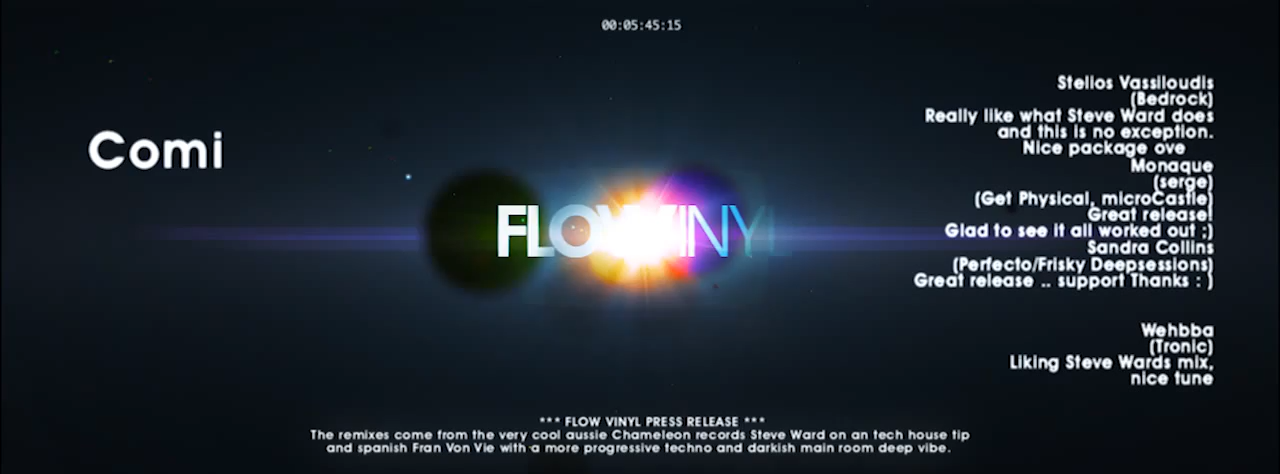 00:05:45:15
Comi
FLOW VINYL
Stelios Vassiloudis
(Bedrock)
Really like what Steve Ward does
and this is no exception.
Nice package ove
Monaque
(serge)
(Get Physical, microCastle)
Great release!
Glad to see it all worked out ;)
Sandra Collins
(Perfecto/Frisky Deepsessions)
Great release .. support Thanks : )
Wehbba
(Tronic)
Liking Steve Wards mix,
nice tune
*** FLOW VINYL PRESS RELEASE ***
The remixes come from the very cool aussie Chameleon records Steve Ward on an tech house tip
and spanish Fran Von Vie with a more progressive techno and darkish main room deep vibe.